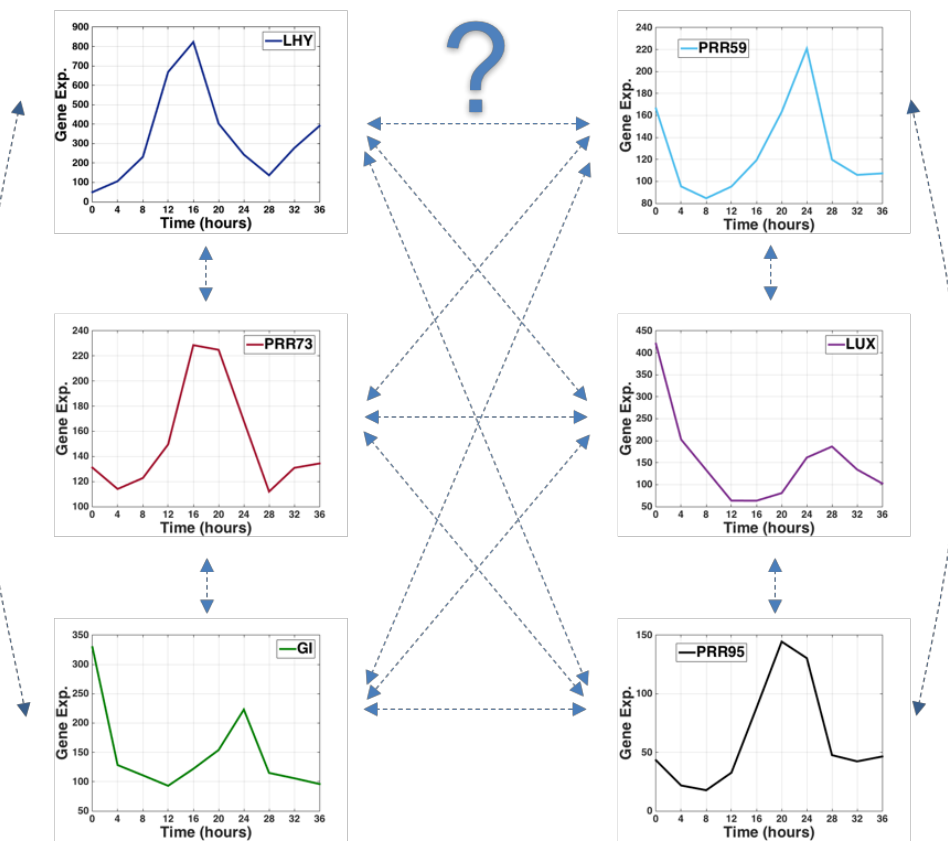 ?
LHY
Gene Exp.
900
800
700
600
500
400
300
200
100
0
0 4 8 12 16 20 24 28 32 36
Time (hours)
PRR59
Gene Exp.
240
220
200
180
160
140
120
100
80
0 4 8 12 16 20 24 28 32 36
Time (hours)
PRR73
Gene Exp.
240
220
200
180
160
140
120
100
0 4 8 12 16 20 24 28 32 36
Time (hours)
LUX
Gene Exp.
450
400
350
300
250
200
150
100
50
0 4 8 12 16 20 24 28 32 36
Time (hours)
GI
Gene Exp.
350
300
250
200
150
100
50
0 4 8 12 16 20 24 28 32 36
Time (hours)
PRR95
Gene Exp.
150
100
50
0
0 4 8 12 16 20 24 28 32 36
Time (hours)